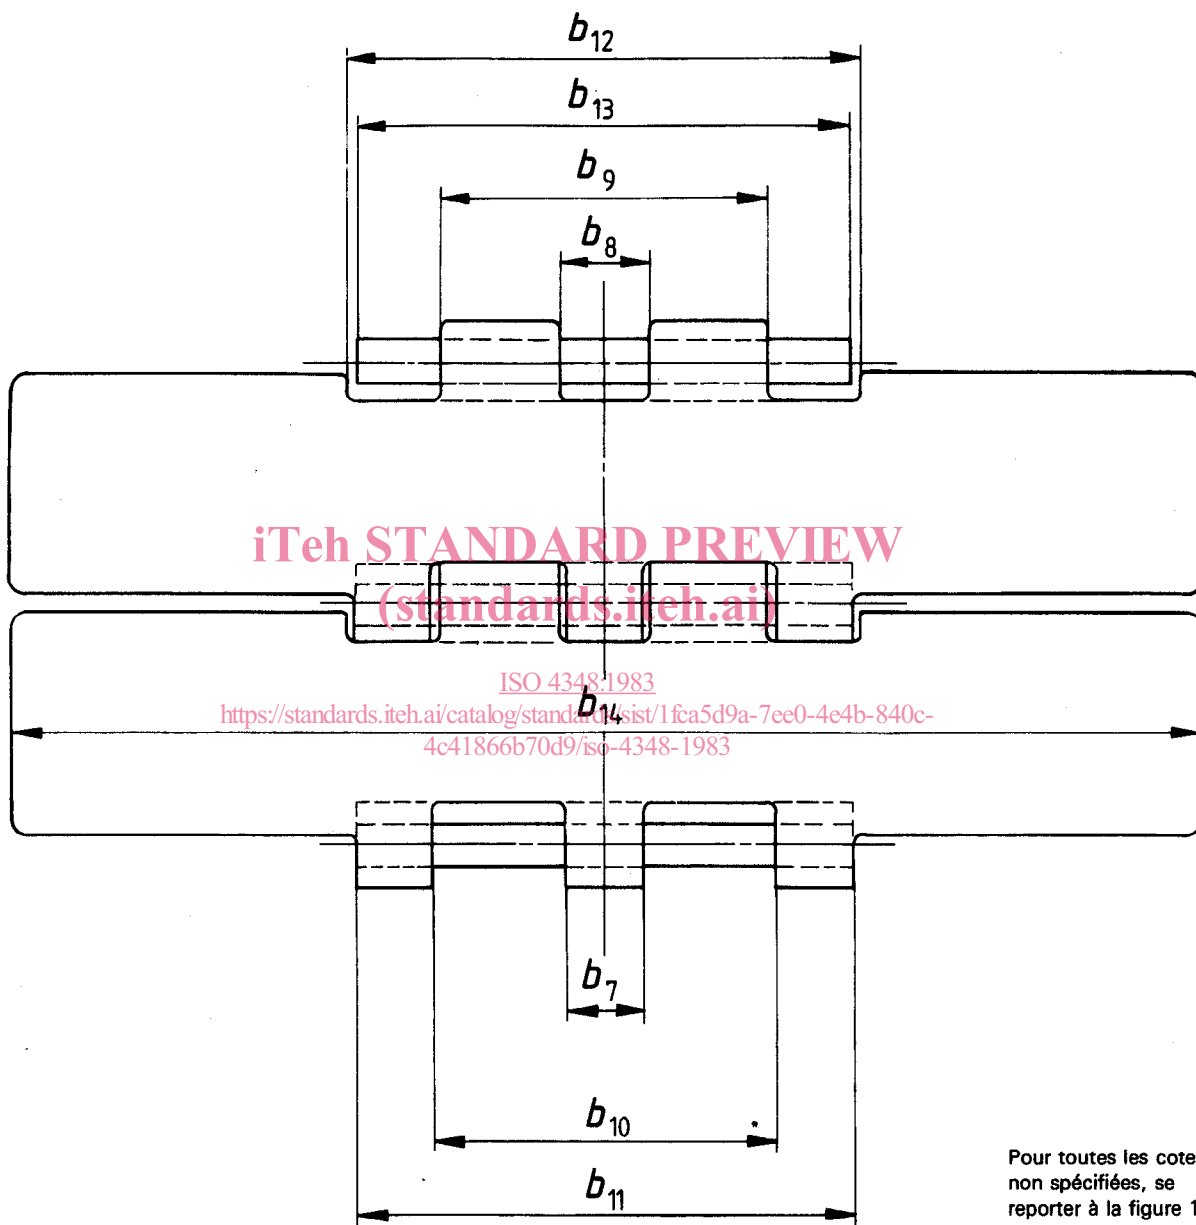 b12
b13
b9
b8
iTeh STANDARD PREVIEW
(standards.iteh.ai)
ISO 4348:1983
b14
https://standards.iteh.ai/catalog/standards/sist/1fca5d9a-7ee0-4e4b-840c-
4c41866b70d9/iso-4348-1983
b7
b10
b11
Pour toutes les cote
non spécifiées, se
reporter à la figure 1